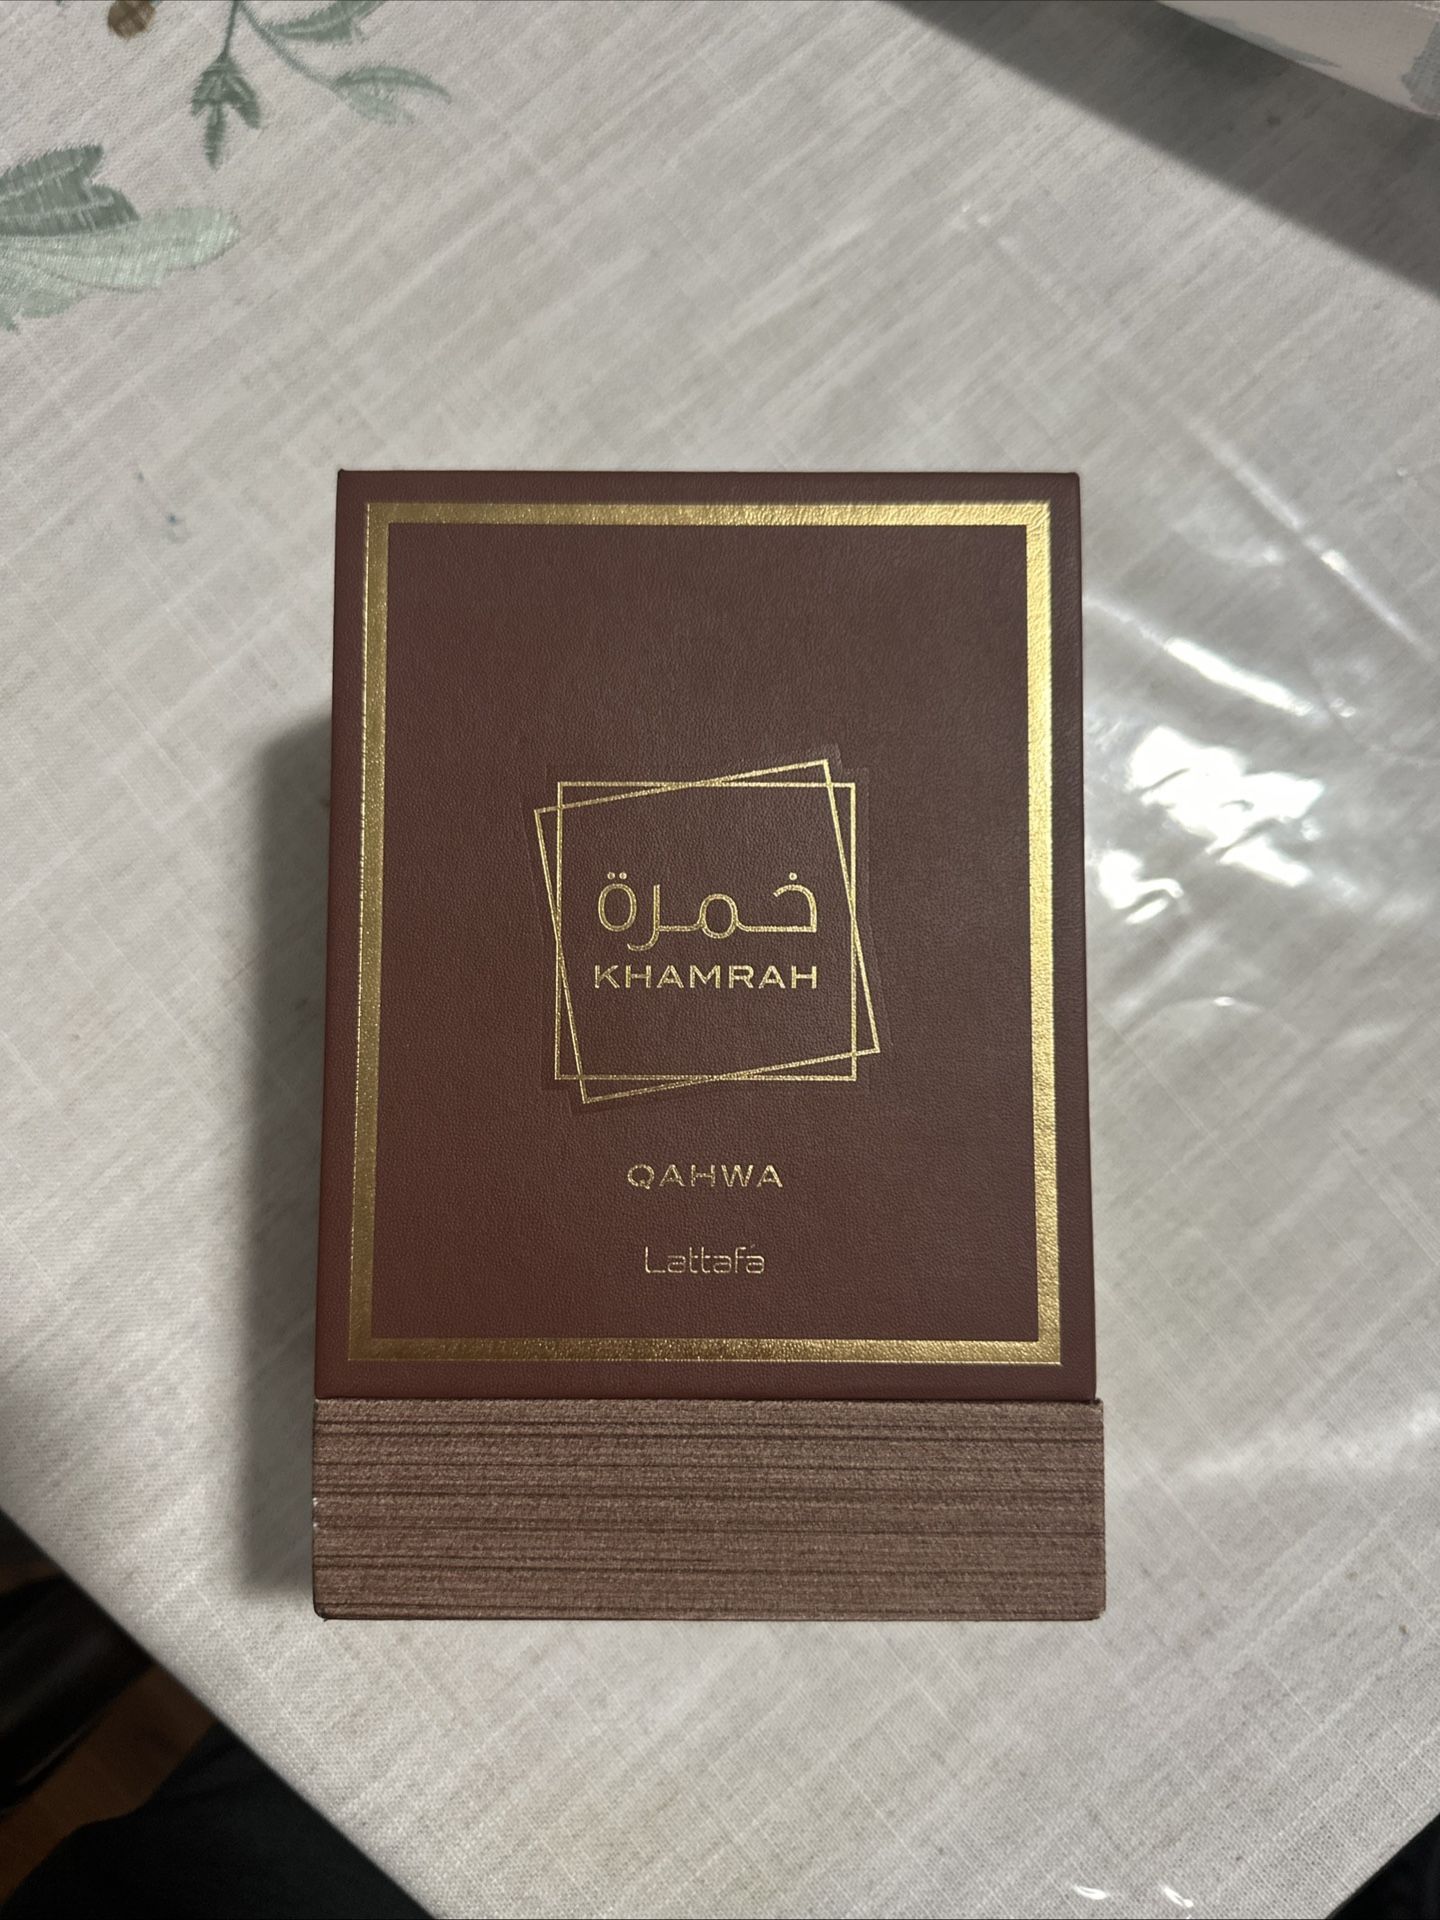 خمرة
KHAMRAH
QAHWA
Lattafa